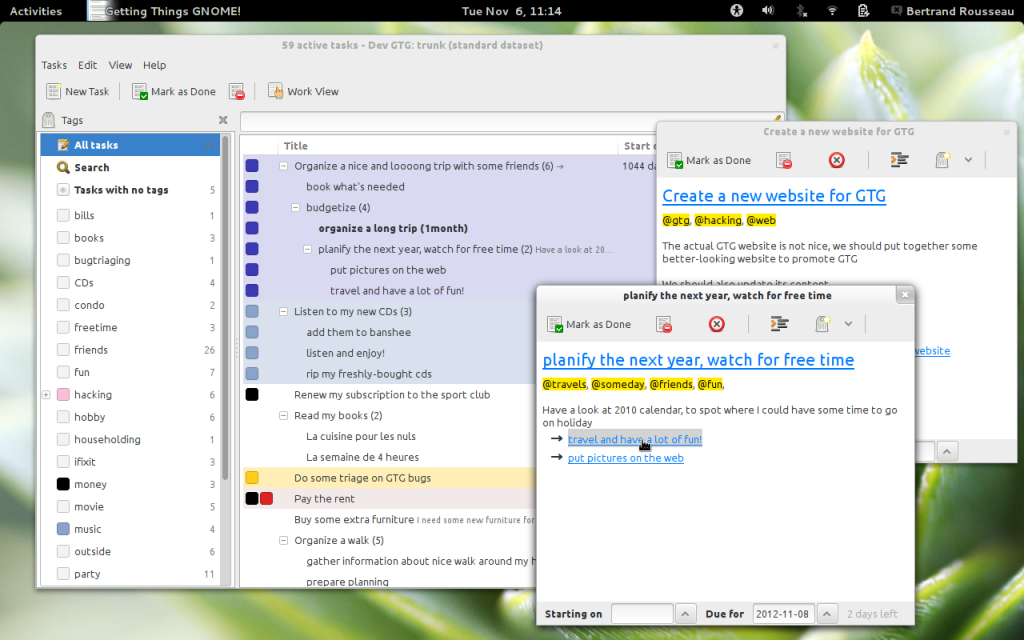 Activities
Getting Things GNOME!
Tue Nov 6, 11:14
Bertrand Rousseau
59 active tasks - Dev GTG: trunk (standard dataset)
Tasks Edit View Help
New Task
Mark as Done
Work View
Tags
All tasks
Search
Tasks with no tags 5
bills 1
books 3
bugtriaging 1
CDs 4
condo 2
freetime 3
friends 26
fun 7
hacking 6
hobby 6
householding 1
ifixit 1
money 3
movie 5
music 4
outside 6
party 11
Title
Start
Organize a nice and loooong trip with some friends (6) → 1044 da
book what's needed
budgetize (4)
organize a long trip (1month)
planify the next year, watch for free time (2) Have a look at 20...
put pictures on the web
travel and have a lot of fun!
Listen to my new CDs (3)
add them to banshee
listen and enjoy!
rip my freshly-bought cds
Renew my subscription to the sport club
Read my books (2)
La cuisine pour les nuls
La semaine de 4 heures
Do some triage on GTG bugs
Pay the rent
Buy some extra furniture I need some new furniture for
Organize a walk (5)
gather information about nice walk around my h
prepare planning
Create a new website for GTG
Mark as Done
Create a new website for GTG
@gtg, @hacking, @web
The actual GTG website is not nice, we should put together some
better-looking website to promote GTG
We should also update its content
website
planify the next year, watch for free time
Mark as Done
planify the next year, watch for free time
@travels, @someday, @friends, @fun,
Have a look at 2010 calendar, to spot where I could have some time to go
on holiday
→ travel and have a lot of fun!
→ put pictures on the web
Starting on
Due for 2012-11-08 2 days left